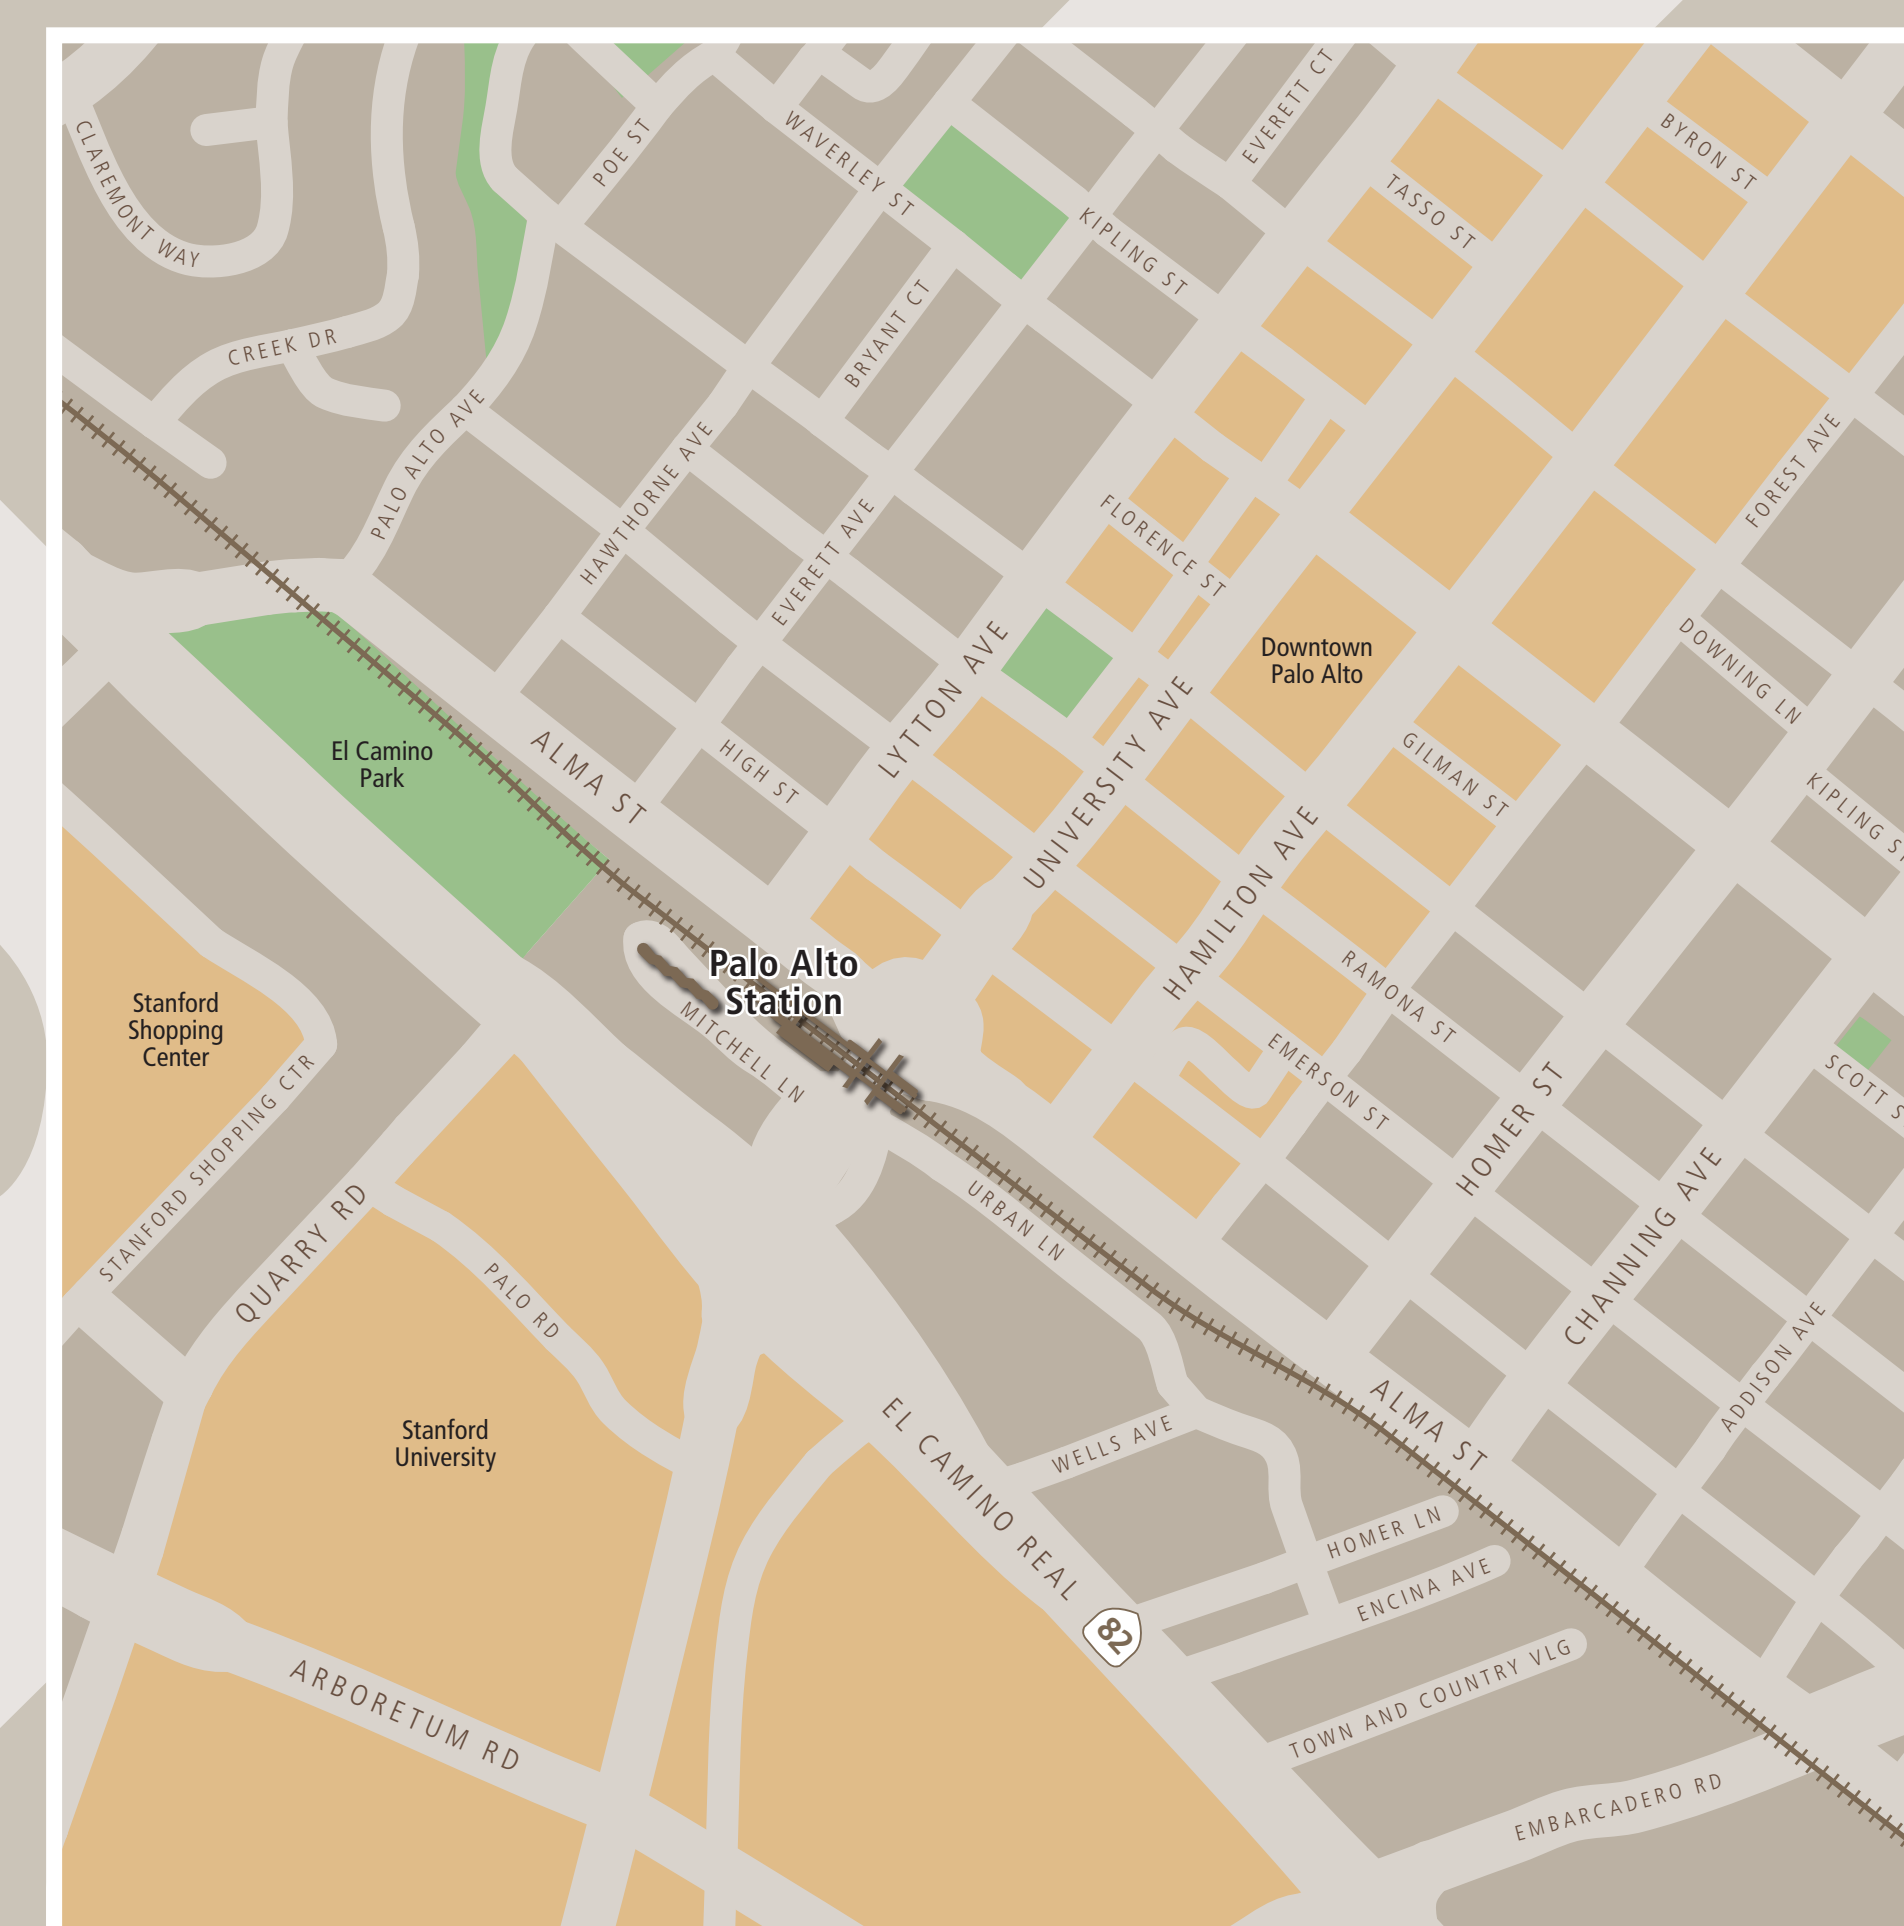 EVERETT CT
CLAREMONT WAY
POE ST
WAVERLEY ST
BYRON ST
TASSO ST
KIPLING ST
BRYANT CT
CREEK DR
PALO ALTO AVE
HAWTHORNE AVE
EVERETT AVE
FLORENCE ST
FOREST AVE
LYTTON AVE
UNIVERSITY AVE
Downtown
Palo Alto
DOWNING LN
El Camino
Park
ALMA ST
HIGH ST
GILMAN ST
KIPLING ST
HAMILTON AVE
Palo Alto
Station
Stanford
Shopping
Center
MITCHELL LN
RAMONA ST
EMERSON ST
SCOTT S
STANFORD SHOPPING CTR
HOMER ST
QUARRY RD
URBAN LN
PALO RD
CHANNING AVE
ADDISON AVE
Stanford
University
ALMA ST
EL CAMINO REAL
WELLS AVE
HOMER LN
ENCINA AVE
82
TOWN AND COUNTRY VLG
ARBORETUM RD
EMBARCADERO RD